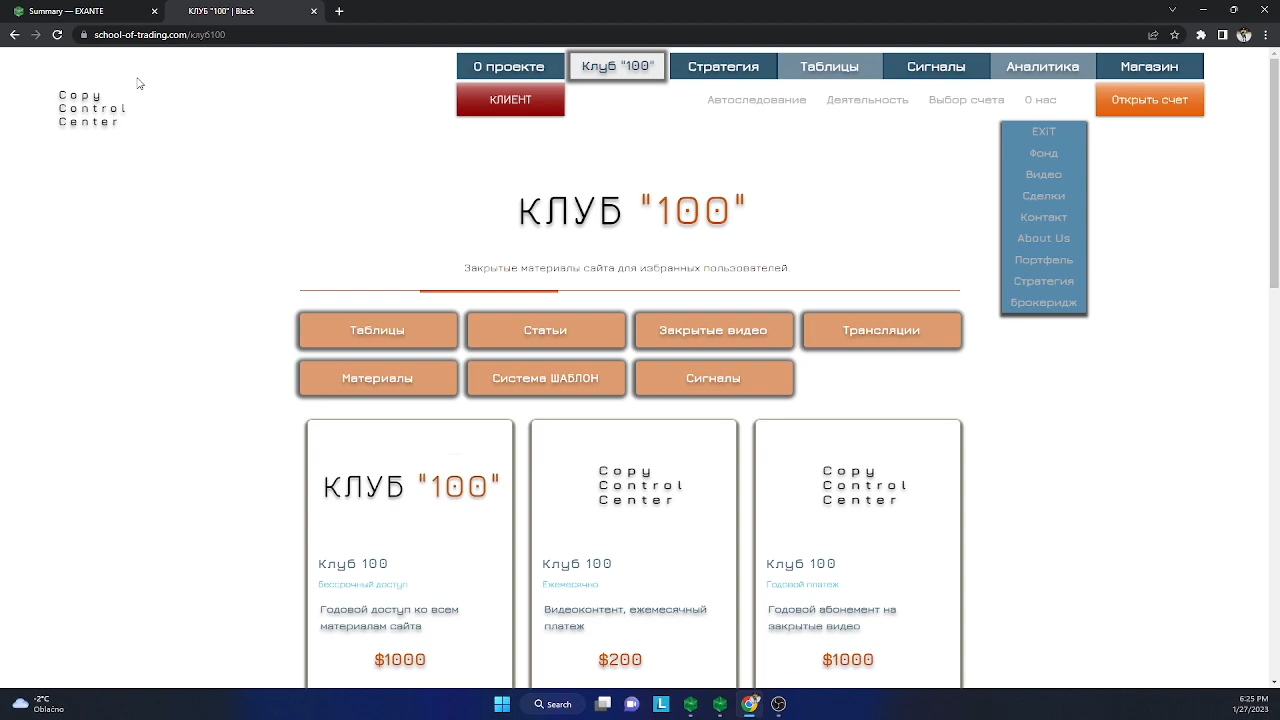 Summary — EXANTE
КЛУБ "100" | Black
school-of-trading.com/клуб100
О проекте
Клуб "100"
Стратегия
Таблицы
Сигналы
Аналитика
Магазин
Copy
Control
Center
КЛИЕНТ
Автоследование
Деятельность
Выбор счета
О нас
Открыть счет
EXiT
Фонд
Видео
Сделки
Контакт
About Us
Портфель
Стратегия
Брокеридж
КЛУБ "100"
Закрытые материалы сайта для избранных пользователей.
Таблицы
Статьи
Закрытые видео
Трансляции
Материалы
Система ШАБЛОН
Сигналы
КЛУБ "100"
Клуб 100
Бессрочный доступ
Годовой доступ ко всем
материалам сайта
$1000
Copy
Control
Center
Клуб 100
Ежемесячно
Видеоконтент, ежемесячный
платеж
$200
Copy
Control
Center
Клуб 100
Годовой платеж
Годовой абонемент на
закрытые видео
$1000
-2°C
Oblačno
Search
L
6:25 PM
1/27/2023